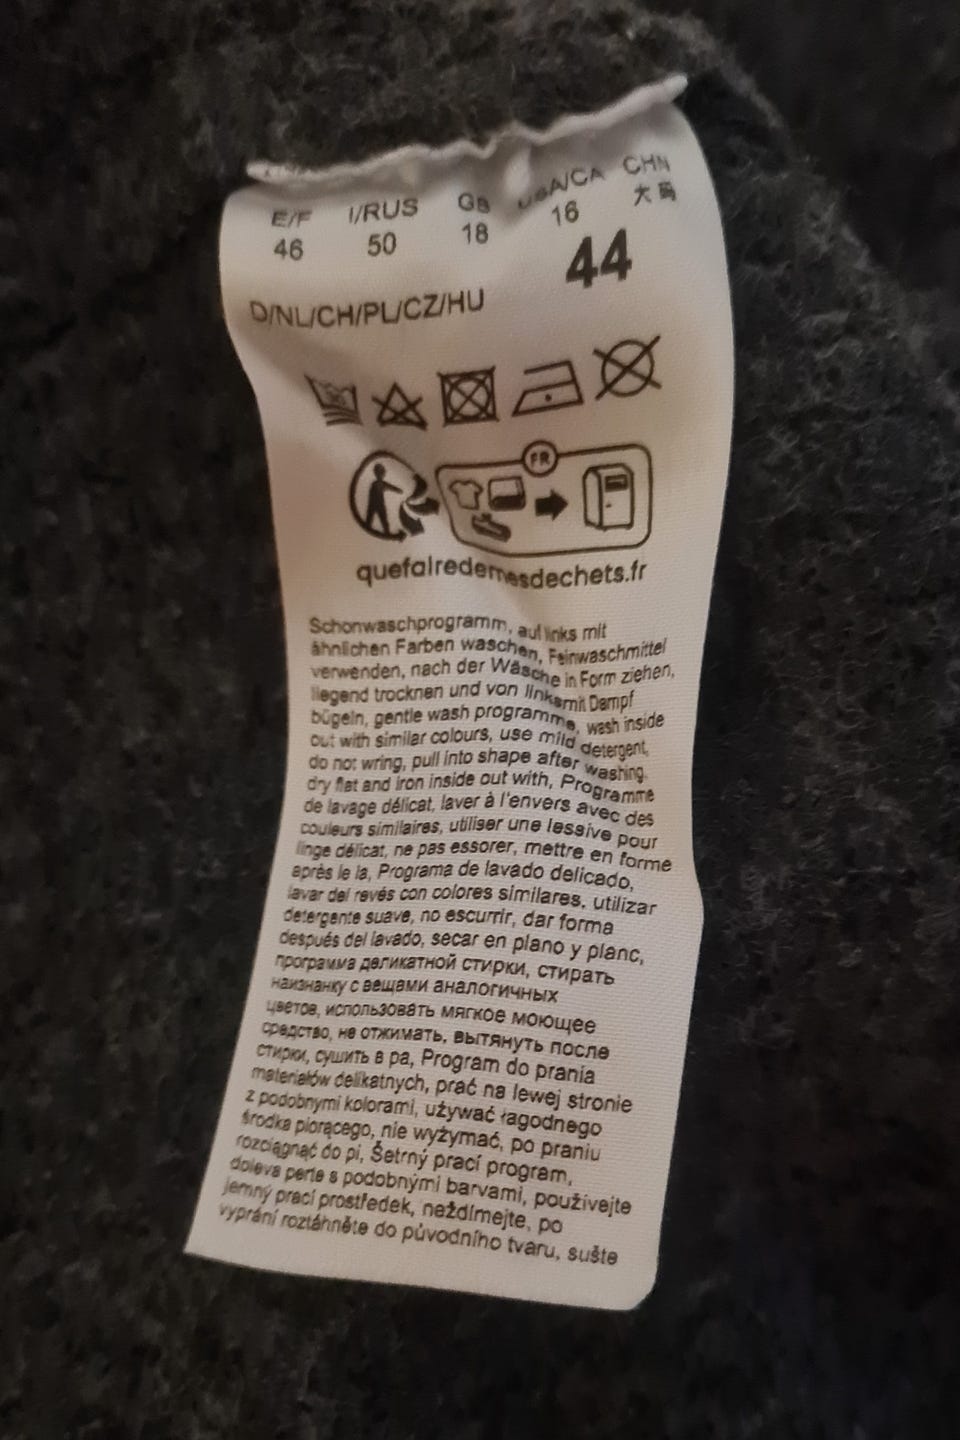 E/F I/RUS GB USA/CA CHN
46 50 18 16 大码
D/NL/CH/PL/CZ/HU 44
FR
quefairedemesdechets.fr
Schonwaschprogramm, auf links mit
ähnlichen Farben waschen, Feinwaschmittel
verwenden, nach der Wäsche in Form ziehen,
liegend trocknen und von linksmit Dampf
bügeln, gentle wash programme, wash inside
out with similar colours, use mild detergent,
do not wring, pull into shape after washing,
dry flat and iron inside out with, Programme
de lavage délicat, laver à l'envers avec des
couleurs similaires, utiliser une lessive pour
linge délicat, ne pas essorer, mettre en forme
après le la, Programa de lavado delicado,
lavar del revés con colores similares, utilizar
detergente suave, no escurrir, dar forma
después del lavado, secar en plano y planc,
программа деликатной стирки, стирать
наизнанку с вещами аналогичных
цветов, использовать мягкое моющее
средство, не отжимать, вытянуть после
стирки, сушить в ра, Program do prania
materiałów delikatnych, prać na lewej stronie
z podobnymi kolorami, używać łagodnego
środka piorącego, nie wyżymać, po praniu
rozciągnąć do pi, Šetrný prací program,
doleva perte s podobnými barvami, používejte
jemný prací prostředek, neždímejte, po
vyprání roztáhněte do původního tvaru, sušte